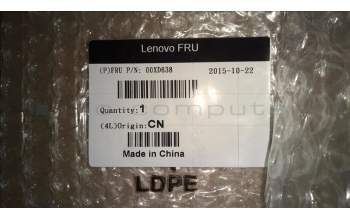 Lenovo FRU
(P)FRU P/N: 00XD638 2015-10-22
Quantity:1
(4L)Origin:CN
Made in China
LDPE